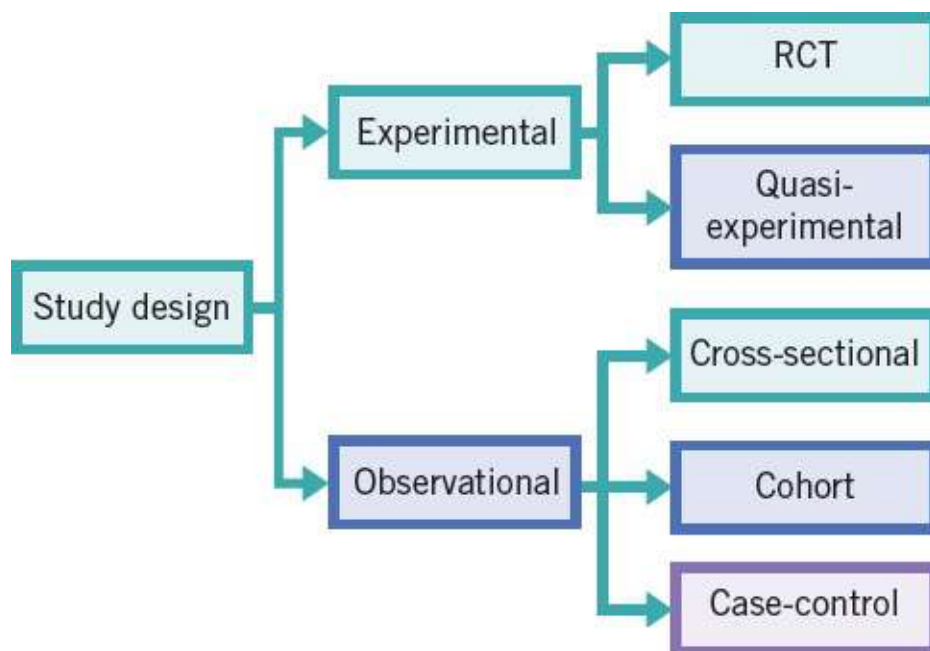 Study design
Experimental
RCT
Quasi-
experimental
Observational
Cross-sectional
Cohort
Case-control